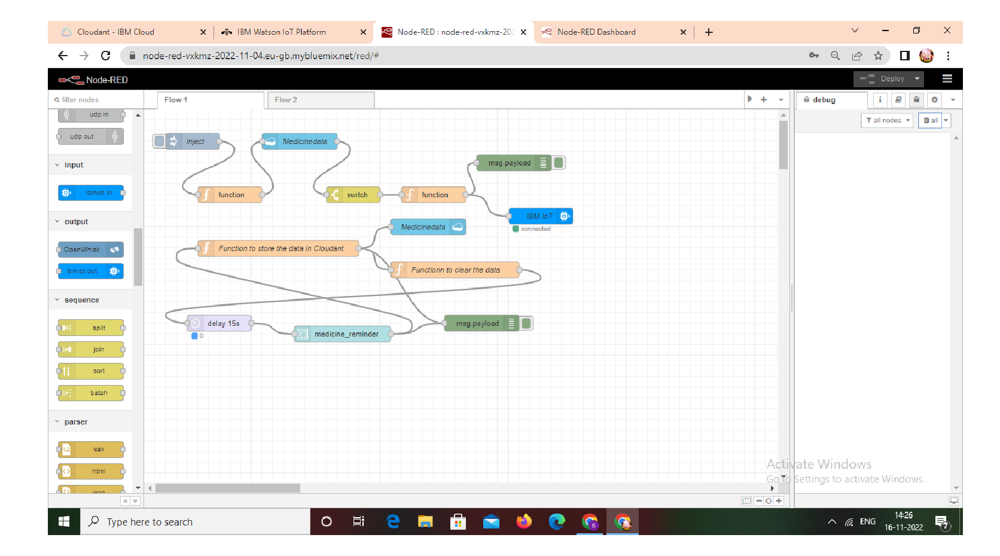 Cloudant - IBM Cloud
IBM Watson IoT Platform
Node-RED : node-red-vxkmz-202
Node-RED Dashboard
node-red-vxkmz-2022-11-04.eu-gb.mybluemix.net/red/#
Node-RED
Deploy
filter nodes
Flow 1
Flow 2
debug
i
all nodes
all
udp in
udp out
input
ibmiot in
output
OpenWhisk
ibmiot out
sequence
split
join
sort
batch
parser
csv
html
json
Inject
Medicinedata
msg.payload
function
switch
function
IBM IoT
connected
Medicinedata
Function to store the data in Cloudant
Functionn to clear the data
delay 15s
0
medicine_reminder
msg.payload
Activate Windows
Go to Settings to activate Windows.
Type here to search
S
ENG
14:26
16-11-2022
7